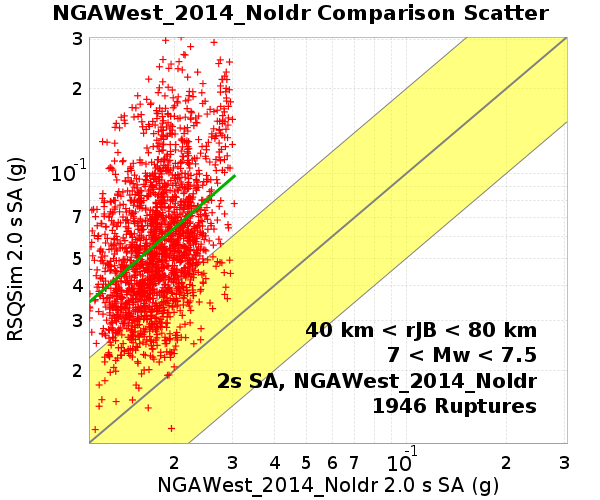 NGAWest_2014_NoIdr Comparison Scatter
RSQSim 2.0 s SA (g)
3
2
10-1
7
5
4
3
2
40 km < rJB < 80 km
7 < Mw < 7.5
2s SA, NGAWest_2014_NoIdr
1946 Ruptures
2 3 4 5 6 7 10-1 2 3
NGAWest_2014_NoIdr 2.0 s SA (g)